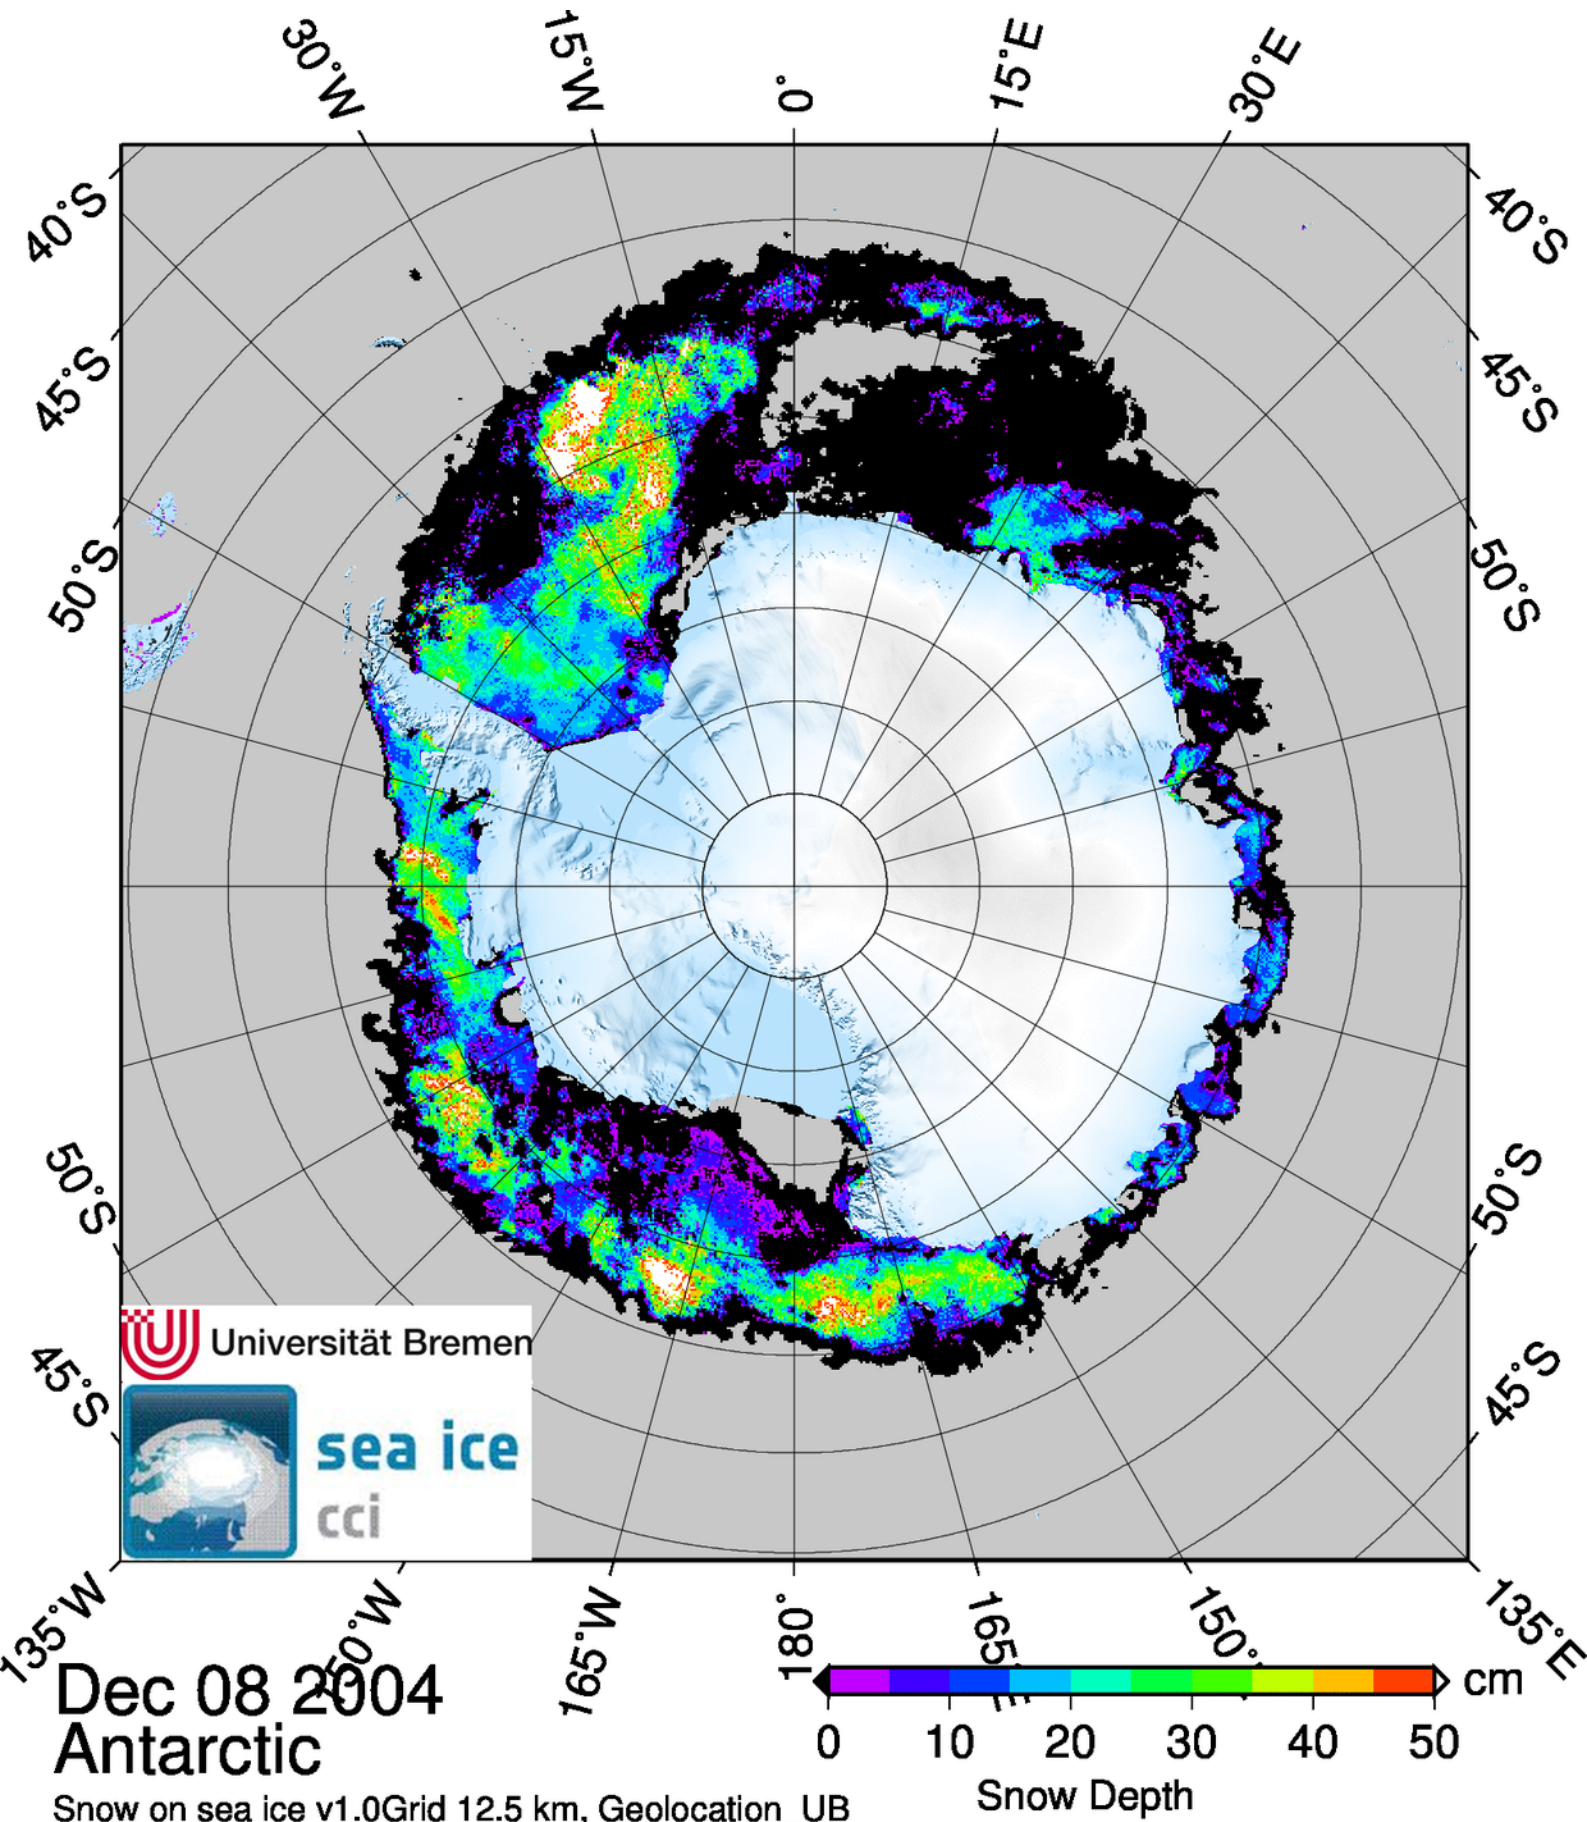 30°W
15°W
0°
15°E
30°E
40°S
40°S
45°S
45°S
50°S
50°S
50°S
50°S
45°S
45°S
Universität Bremen
sea ice
cci
135°W
165°W
180°
150°
135°E
Dec 08 2004
Antarctic
Snow on sea ice v1.0Grid 12.5 km, Geolocation UB
cm
0 10 20 30 40 50
Snow Depth